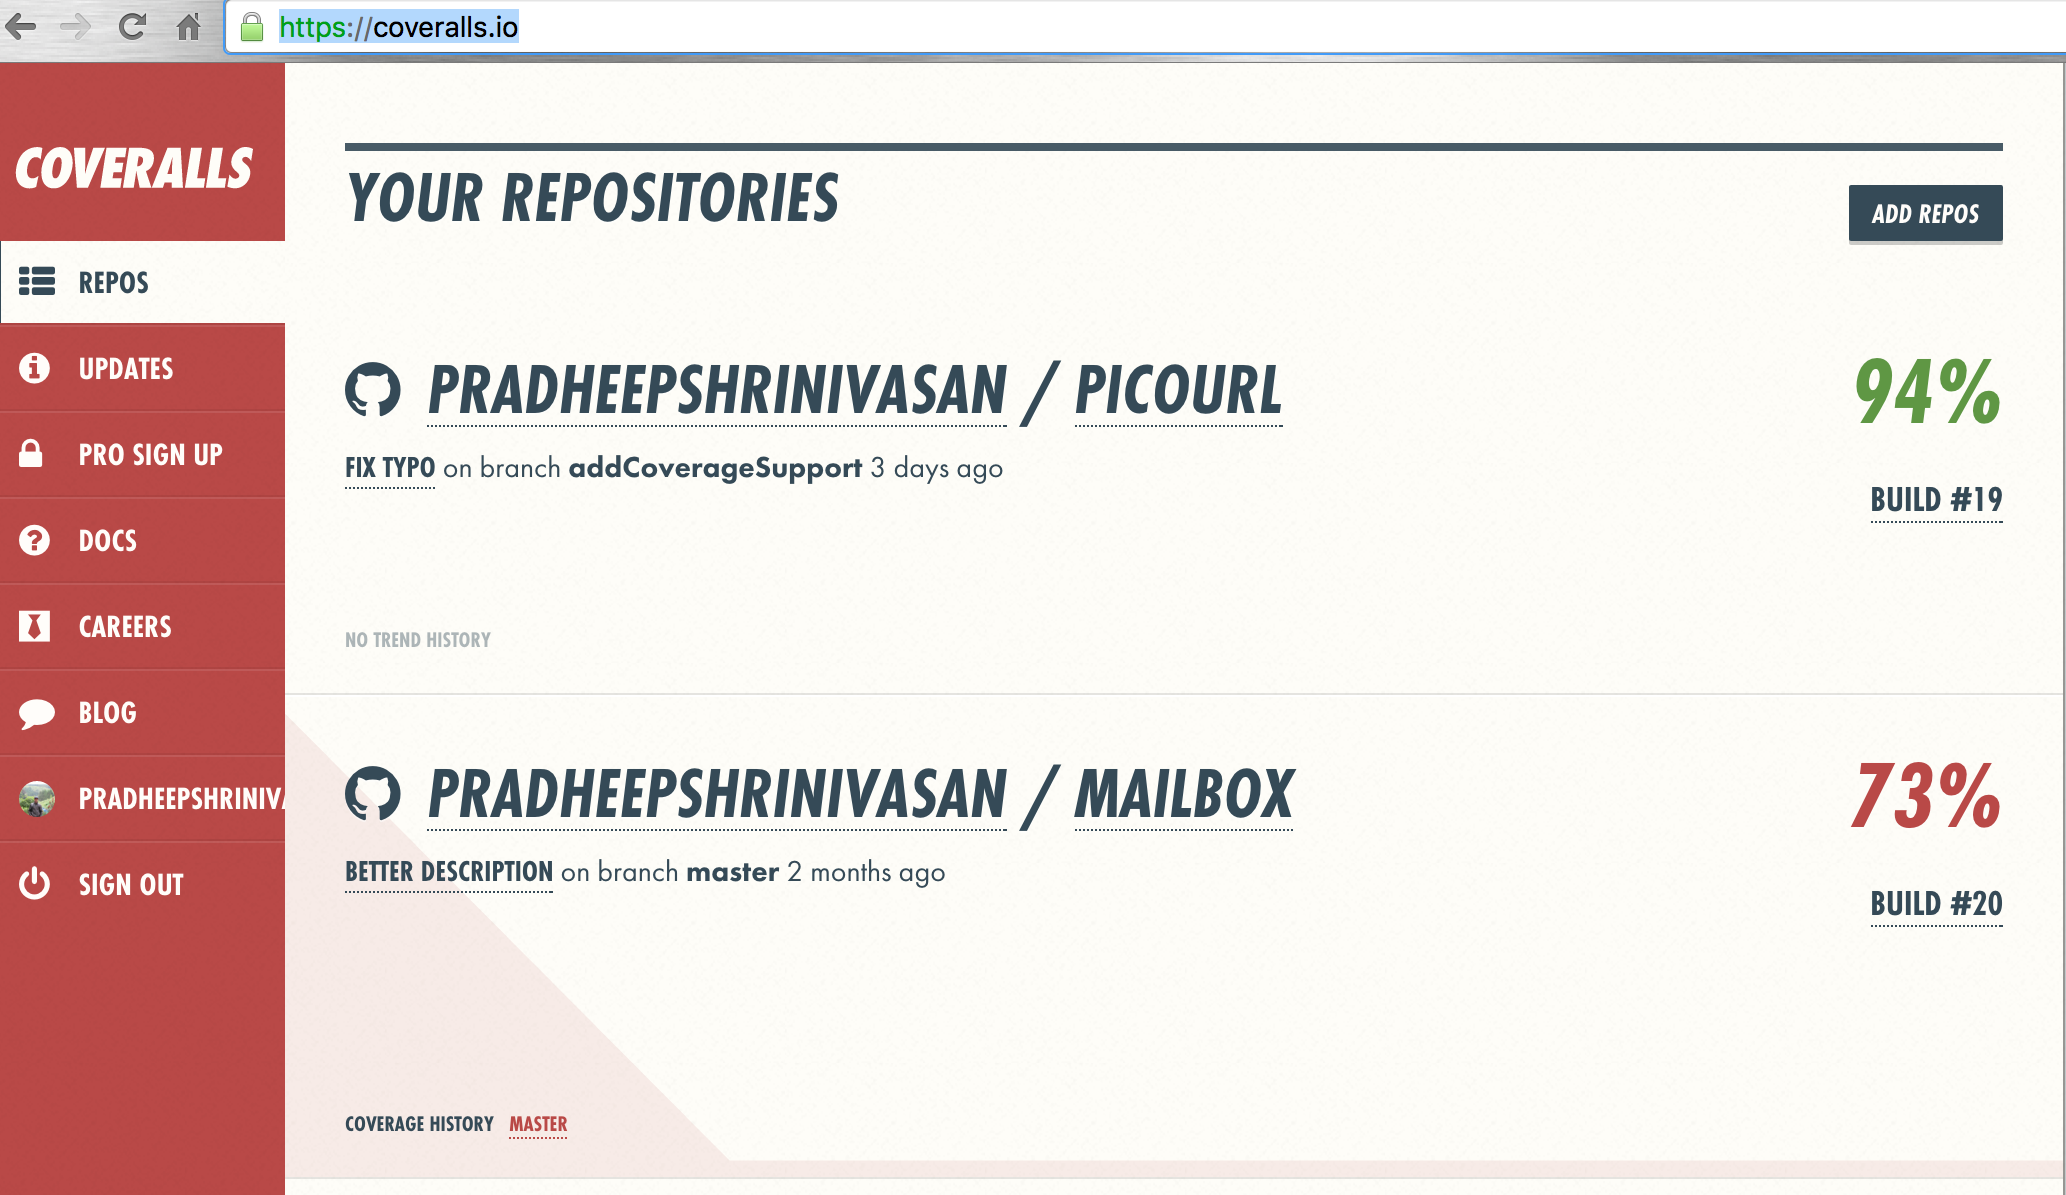 https://coveralls.io
COVERALLS
REPOS
UPDATES
PRO SIGN UP
DOCS
CAREERS
BLOG
PRADHEEPSHRINIVA
SIGN OUT
YOUR REPOSITORIES
ADD REPOS
PRADHEEPSHRINIVASAN / PICOURL
94%
FIX TYPO on branch addCoverageSupport 3 days ago
BUILD #19
NO TREND HISTORY
PRADHEEPSHRINIVASAN / MAILBOX
73%
BETTER DESCRIPTION on branch master 2 months ago
BUILD #20
COVERAGE HISTORY MASTER